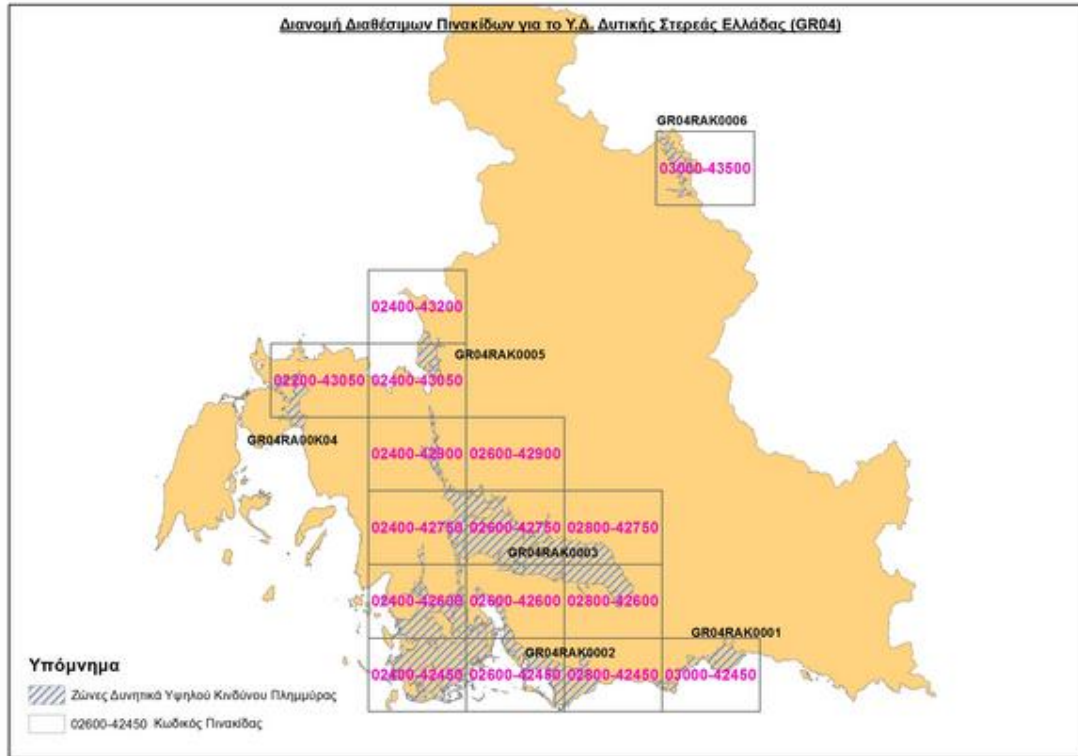 Διανομή Διαθέσιμων Πινακίδων για το Υ.Δ. Δυτικής Στερεάς Ελλάδας (GR04)
GR04RAK0006
03000-43500
02400-43200
GR04RAK0005
02200-43050 02400-43050
GR04RA00K04
02400-42900 02600-42900
02400-42750 02600-42750 02800-42750
GR04RAK0003
02400-42600 02600-42600 02800-42600
GR04RAK0001
GR04RAK0002
02400-42450 02600-42450 02800-42450 03000-42450
Υπόμνημα
Ζώνες Δυνητικά Υψηλού Κινδύνου Πλημμύρας
02600-42450 Κωδικός Πινακίδας